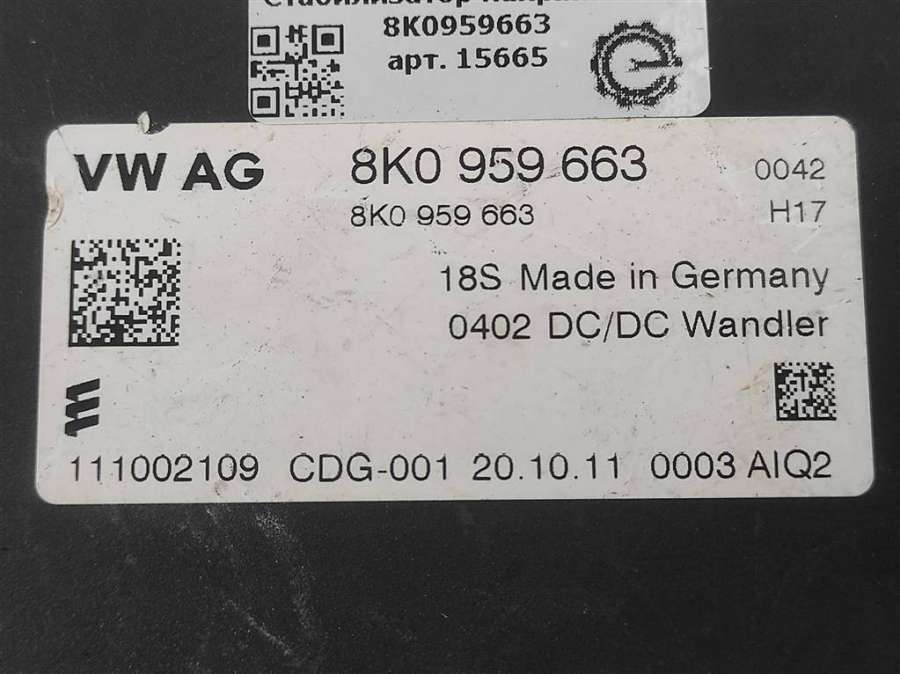 Стабилизатор
8K0959663
арт. 15665
VW AG 8K0 959 663 0042
8K0 959 663 H17
18S Made in Germany
0402 DC/DC Wandler
111002109 CDG-001 20.10.11 0003 AIQ2